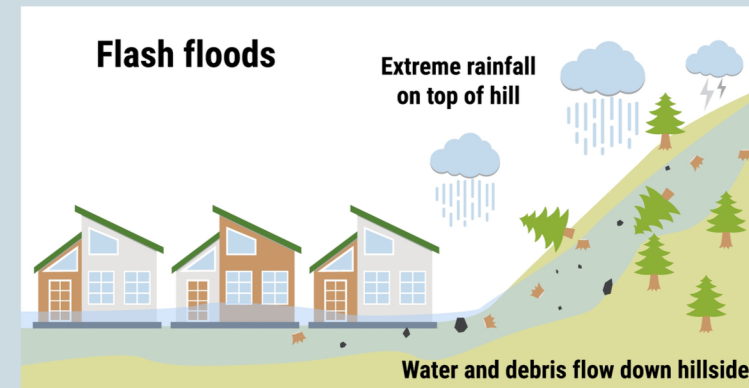 Flash floods
Extreme rainfall
on top of hill
Water and debris flow down hillside